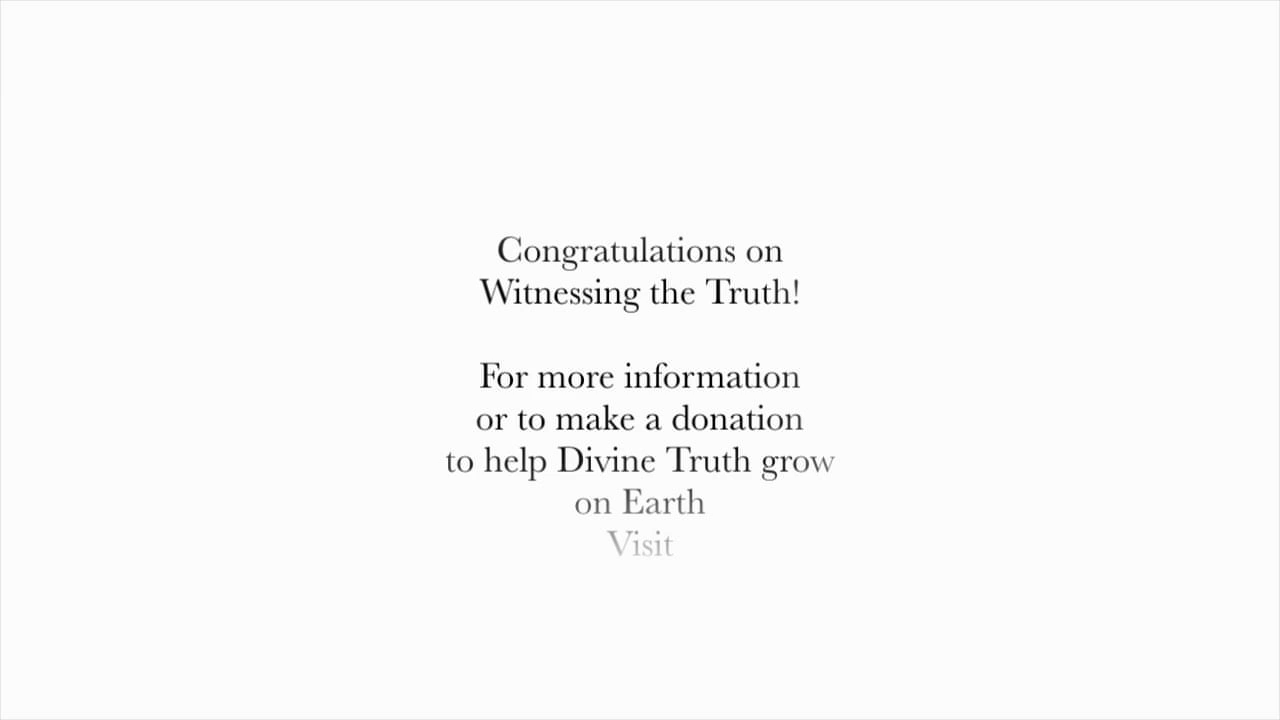 Congratulations on
Witnessing the Truth!
For more information
or to make a donation
to help Divine Truth grow
on Earth
Visit